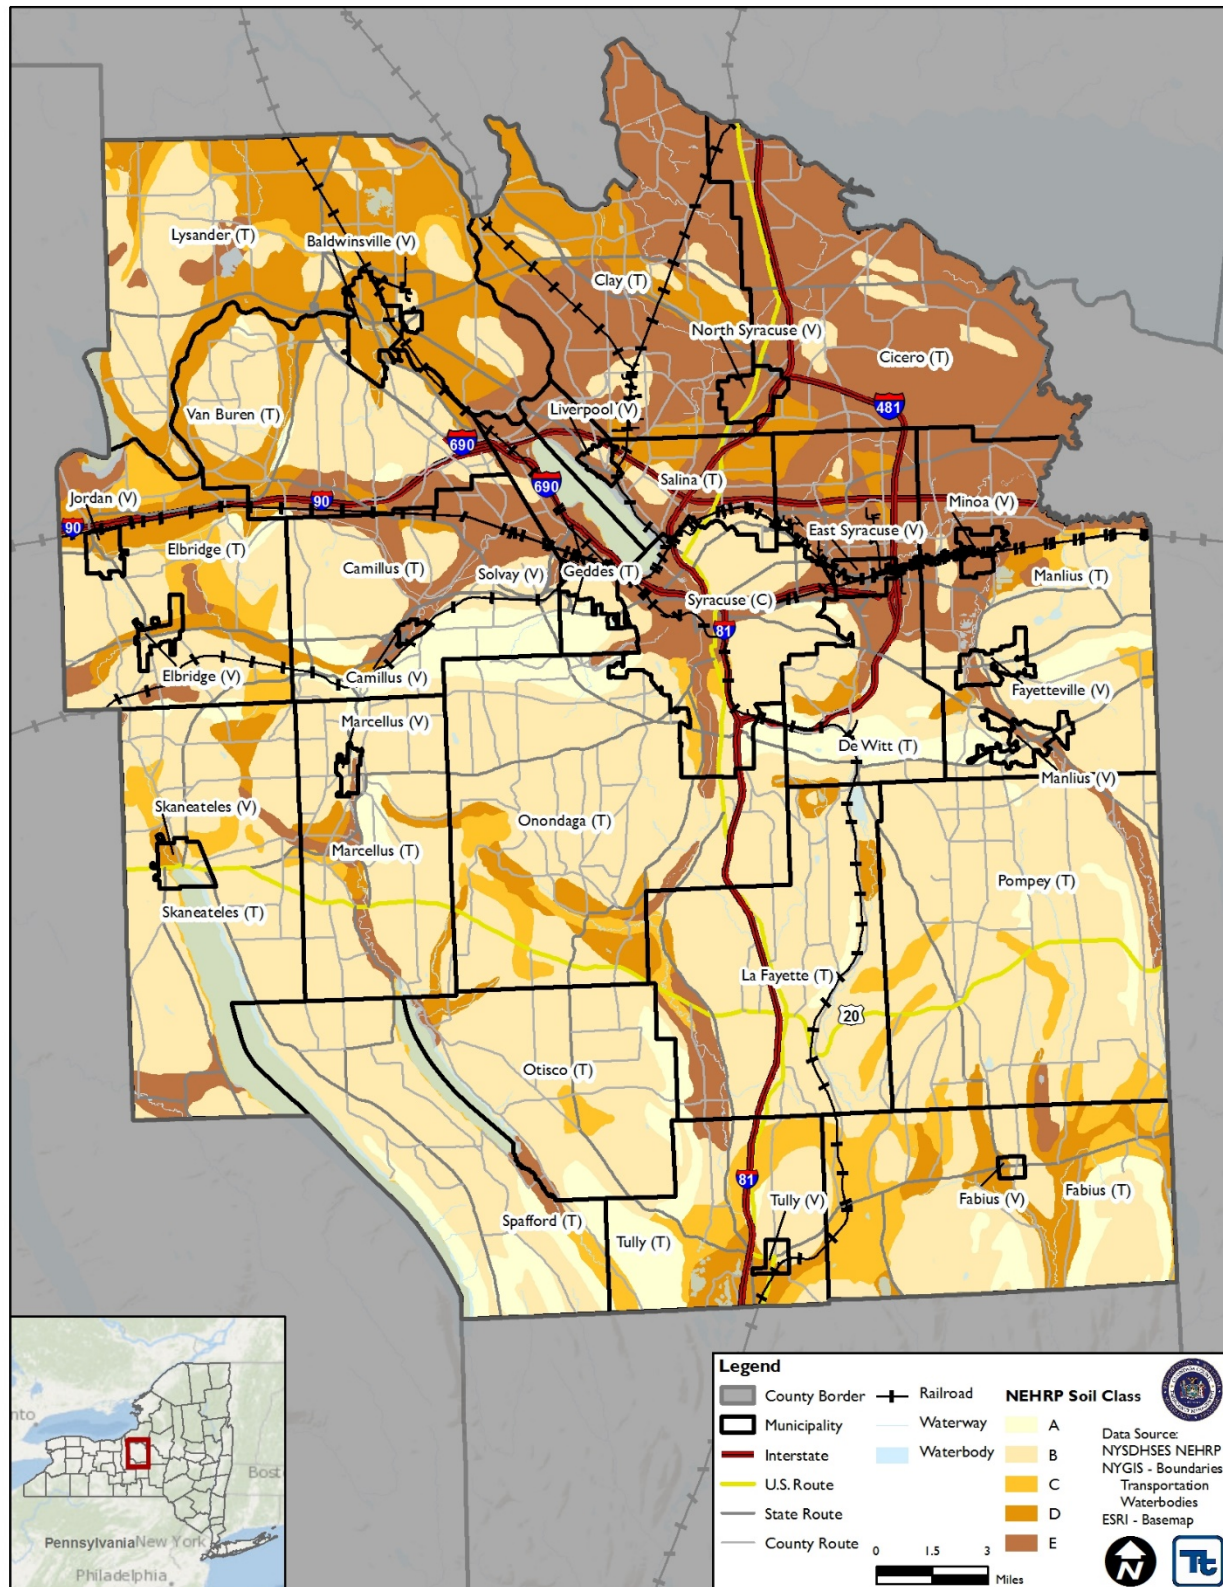 Lysander (T)
Baldwinsville (V)
Clay (T)
North Syracuse (V)
Cicero (T)
Van Buren (T)
Liverpool (V)
481
690
690
Salina (T)
Jordan (V)
90
90
Minoa (V)
East Syracuse (V)
Elbridge (T)
Camillus (T)
Solvay (V)
Geddes (T)
Manlius (T)
Syracuse (C)
81
Elbridge (V)
Camillus (V)
Fayetteville (V)
Marcellus (V)
De Witt (T)
Manlius (V)
Skaneateles (V)
Onondaga (T)
Marcellus (T)
Pompey (T)
Skaneateles (T)
La Fayette (T)
20
Otisco (T)
81
Tully (V)
Fabius (V)
Fabius (T)
Spafford (T)
Tully (T)
nto
Bost
Pennsylvania
New York
Philadelphia
Legend
County Border
Municipality
Interstate
U.S. Route
State Route
County Route
Railroad
Waterway
Waterbody
0 1.5 3
Miles
NEHRP Soil Class
A
B
C
D
E
Data Source:
NYSDHSES NEHRP
NYGIS - Boundaries
Transportation
Waterbodies
ESRI - Basemap
N
Tt